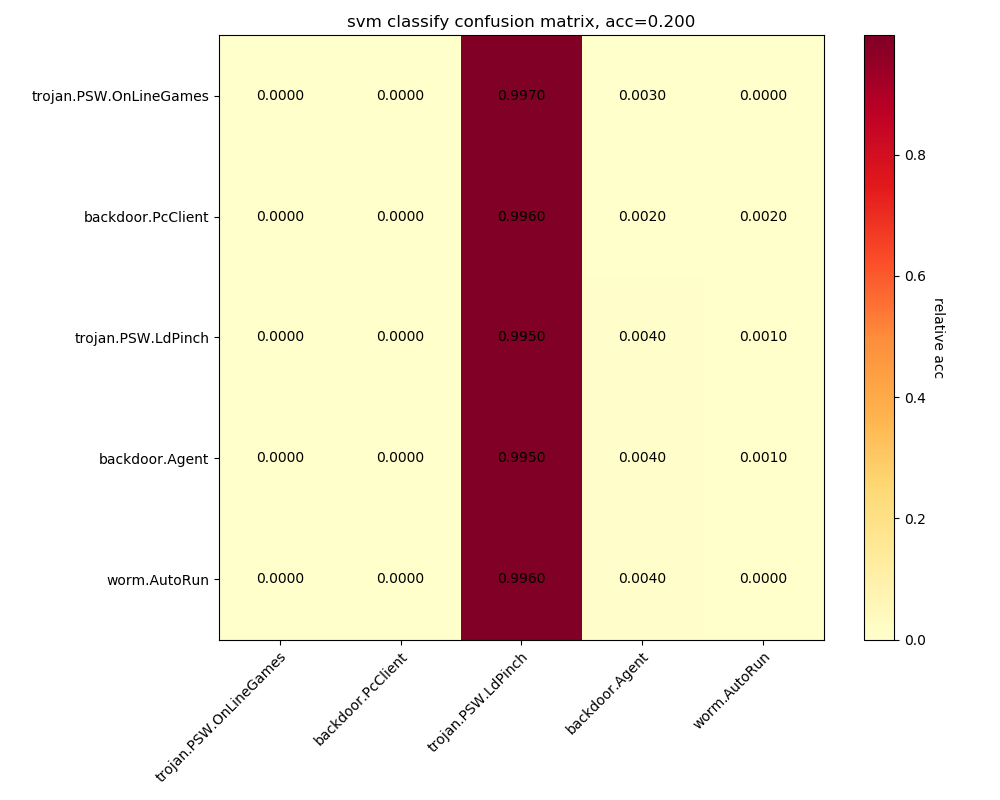 svm classify confusion matrix, acc=0.200
trojan.PSW.OnLineGames 0.0000 0.0000 0.9970 0.0030 0.0000
backdoor.PcClient 0.0000 0.0000 0.9960 0.0020 0.0020
trojan.PSW.LdPinch 0.0000 0.0000 0.9950 0.0040 0.0010
backdoor.Agent 0.0000 0.0000 0.9950 0.0040 0.0010
worm.AutoRun 0.0000 0.0000 0.9960 0.0040 0.0000
trojan.PSW.OnLineGames
backdoor.PcClient
trojan.PSW.LdPinch
backdoor.Agent
worm.AutoRun
0.8
0.6
0.4
0.2
0.0
relative acc